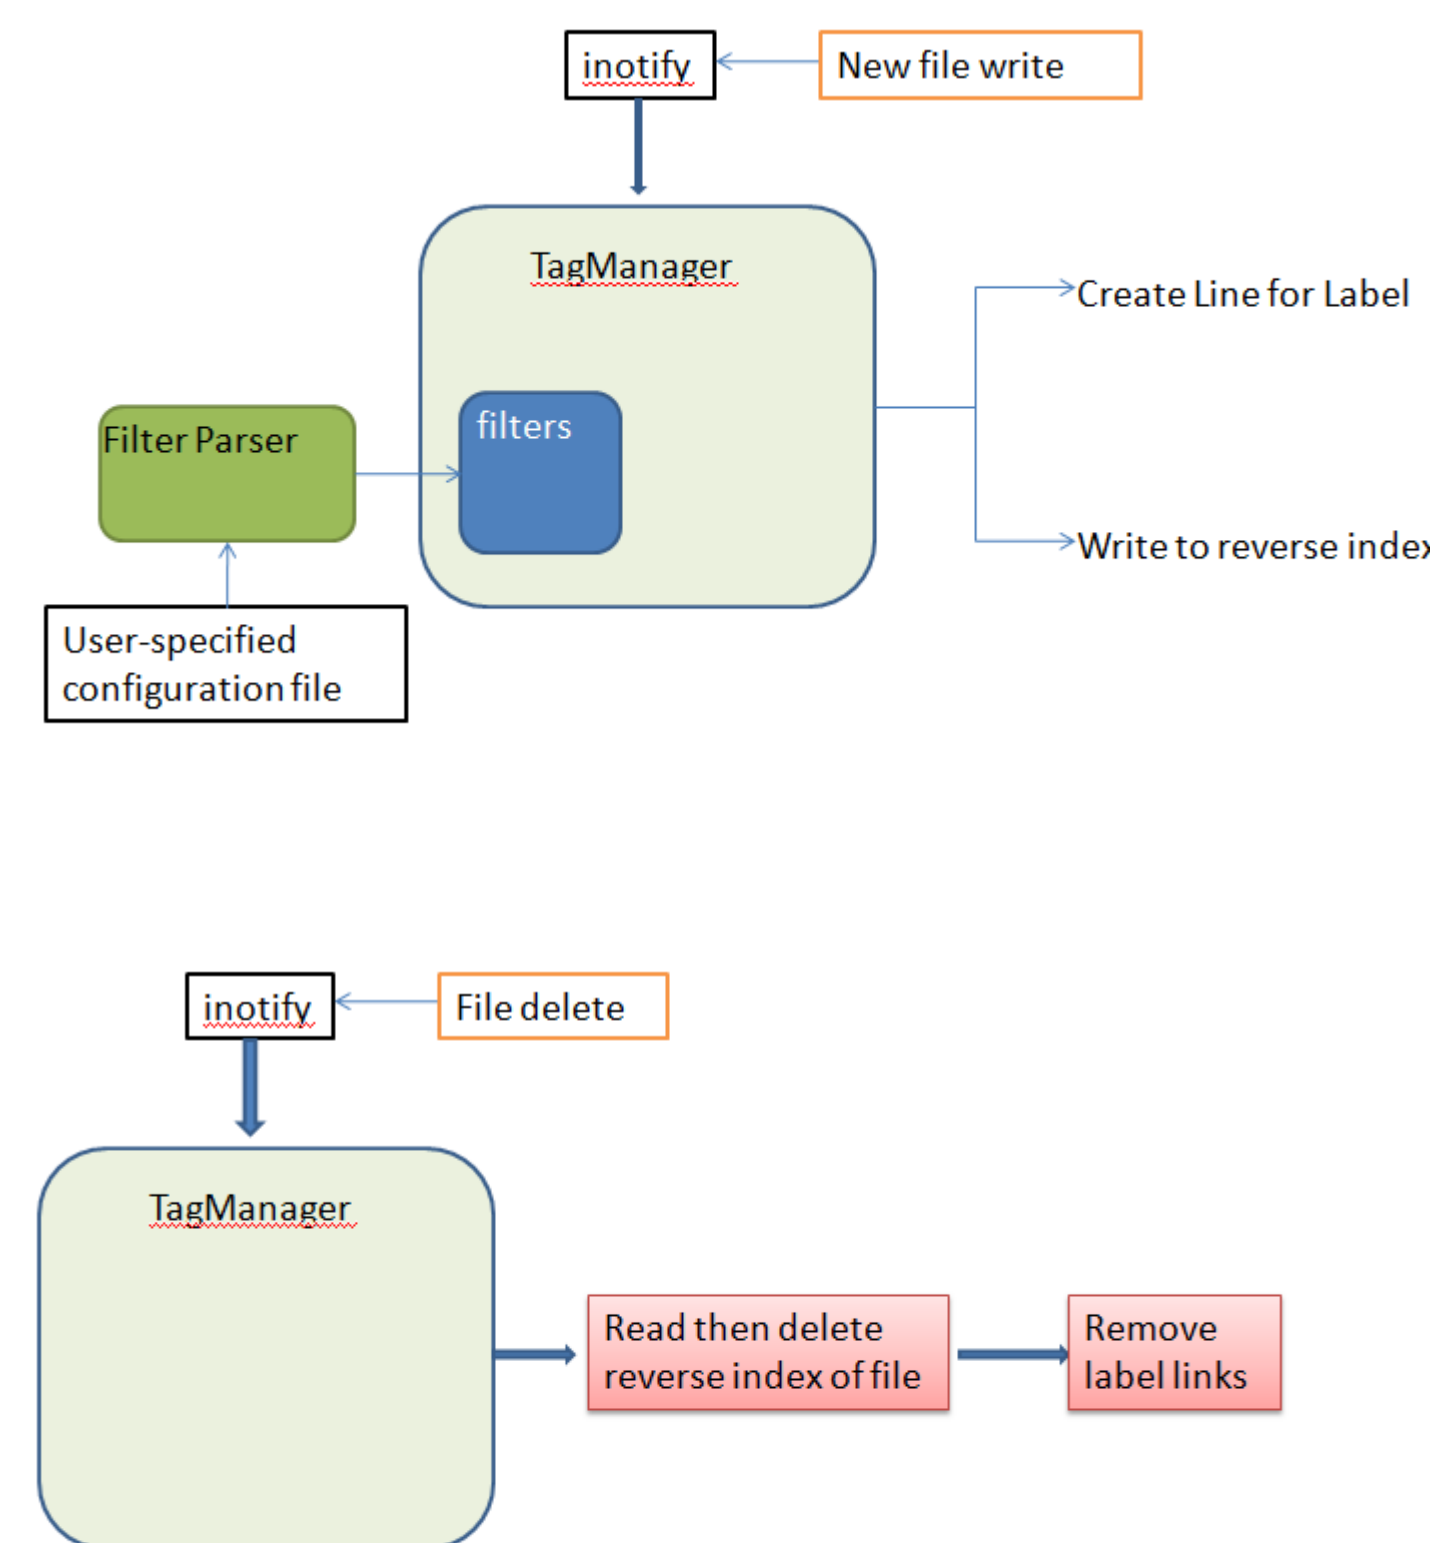 inotify
New file write
TagManager
Create Line for Label
filters
Filter Parser
Write to reverse index
User-specified
configuration file
inotify
File delete
TagManager
Read then delete
reverse index of file
Remove
label links